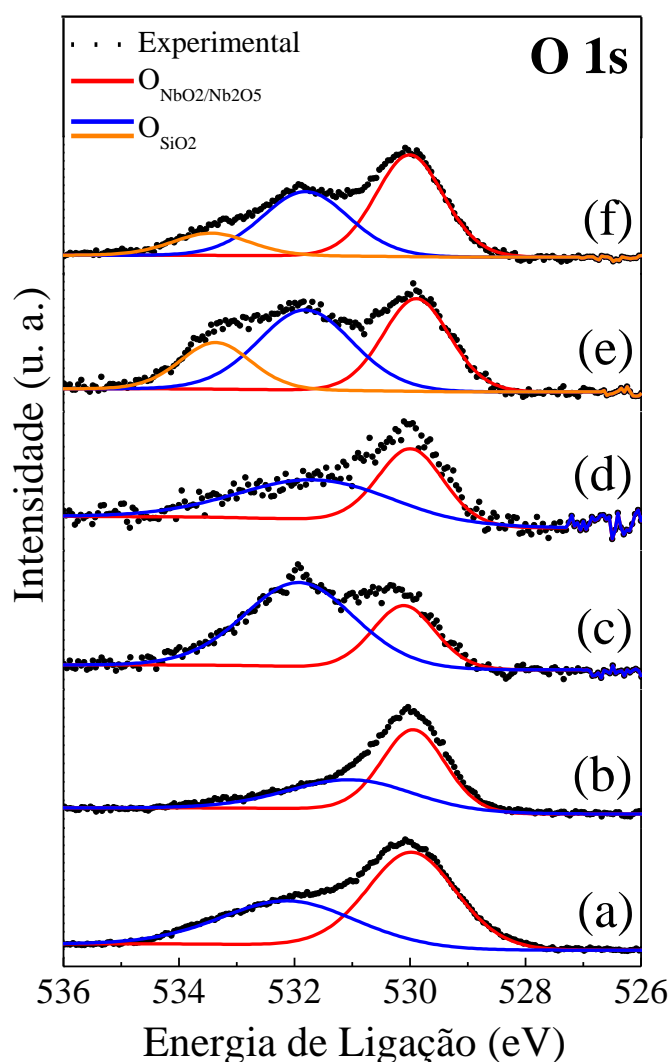 Experimental
O 1s
O NbO2/Nb2O5
O SiO2
(f)
(e)
(d)
(c)
(b)
(a)
Intensidade (u. a.)
536 534 532 530 528 526
Energia de Ligação (eV)